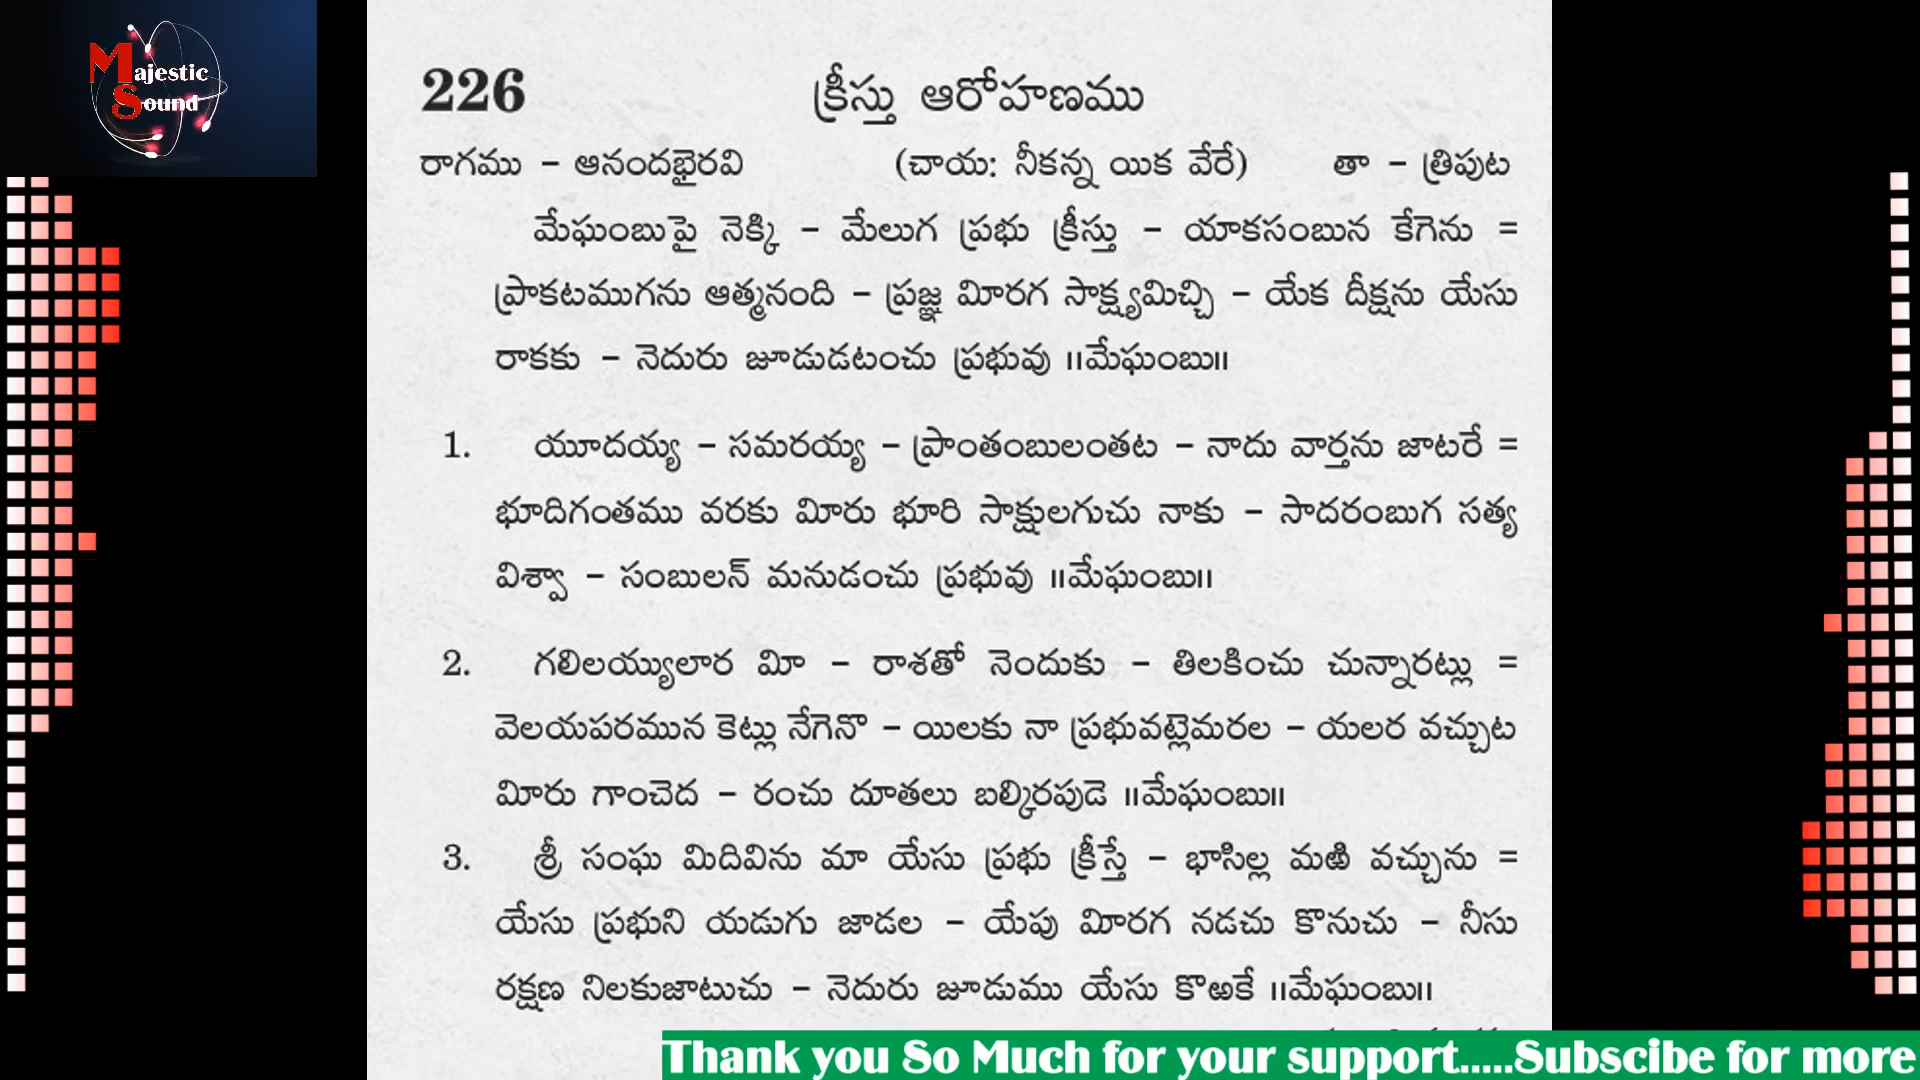 Majestic
Sound
226 క్రీస్తు ఆరోహణము
రాగము - ఆనందభైరవి (చాయ: నీకన్న యిక వేరే) తా - త్రిపుట
మేఘంబుపై నెక్కి - మేలుగ ప్రభు క్రీస్తు - యాకసంబున కేగెను =
ప్రాకటముగను ఆత్మనంది - ప్రజ్ఞ మీరగ సాక్ష్యమిచ్చి - యేక దీక్షను యేసు
రాకకు - నెదురు జూడుడటంచు ప్రభువు ॥మేఘంబు॥
1. యూదయ్య - సమరయ్య - ప్రాంతంబులంతట - నాదు వార్తను జాటరే =
భూదిగంతము వరకు మీరు భూరి సాక్షులగుచు నాకు - సాదరంబుగ సత్య
విశ్వా - సంబులన్ మనుడంచు ప్రభువు ॥మేఘంబు॥
2. గలిలయ్యులార మీ - రాశతో నెందుకు - తిలకించు చున్నారట్లు =
వెలయపరమున కెట్లు నేగెనొ - యిలకు నా ప్రభువట్లెమరల - యలర వచ్చుట
మీరు గాంచెద - రంచు దూతలు బల్కిరపుడె ॥మేఘంబు॥
3. శ్రీ సంఘ మిదివిను మా యేసు ప్రభు క్రీస్తే - భాసిల్ల మఱి వచ్చును =
యేసు ప్రభుని యడుగు జాడల - యేపు మీరగ నడచు కొనుచు - నీసు
రక్షణ నిలకుజాటుచు - నెదురు జూడుము యేసు కొఱకే ॥మేఘంబు॥
Thank you So Much for your support.....Subscibe for more